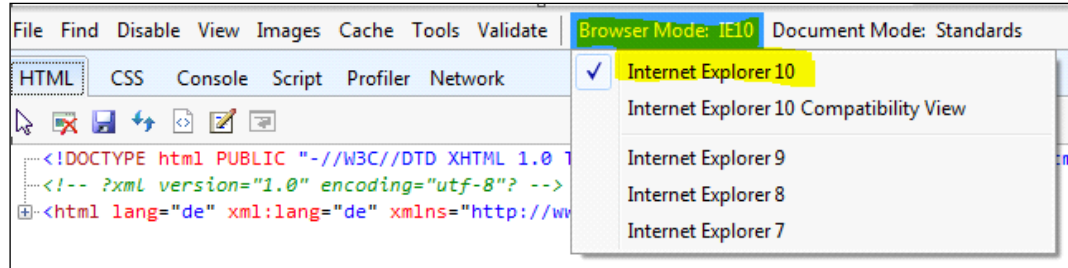 File Find Disable View Images Cache Tools Validate | Browser Mode: IE10 Document Mode: Standards
HTML CSS Console Script Profiler Network
✓ Internet Explorer 10
Internet Explorer 10 Compatibility View
Internet Explorer 9
Internet Explorer 8
Internet Explorer 7
<!DOCTYPE html PUBLIC "-//W3C//DTD XHTML 1.0
<!-- ?xml version="1.0" encoding="utf-8"? -->
<html lang="de" xml:lang="de" xmlns="http://